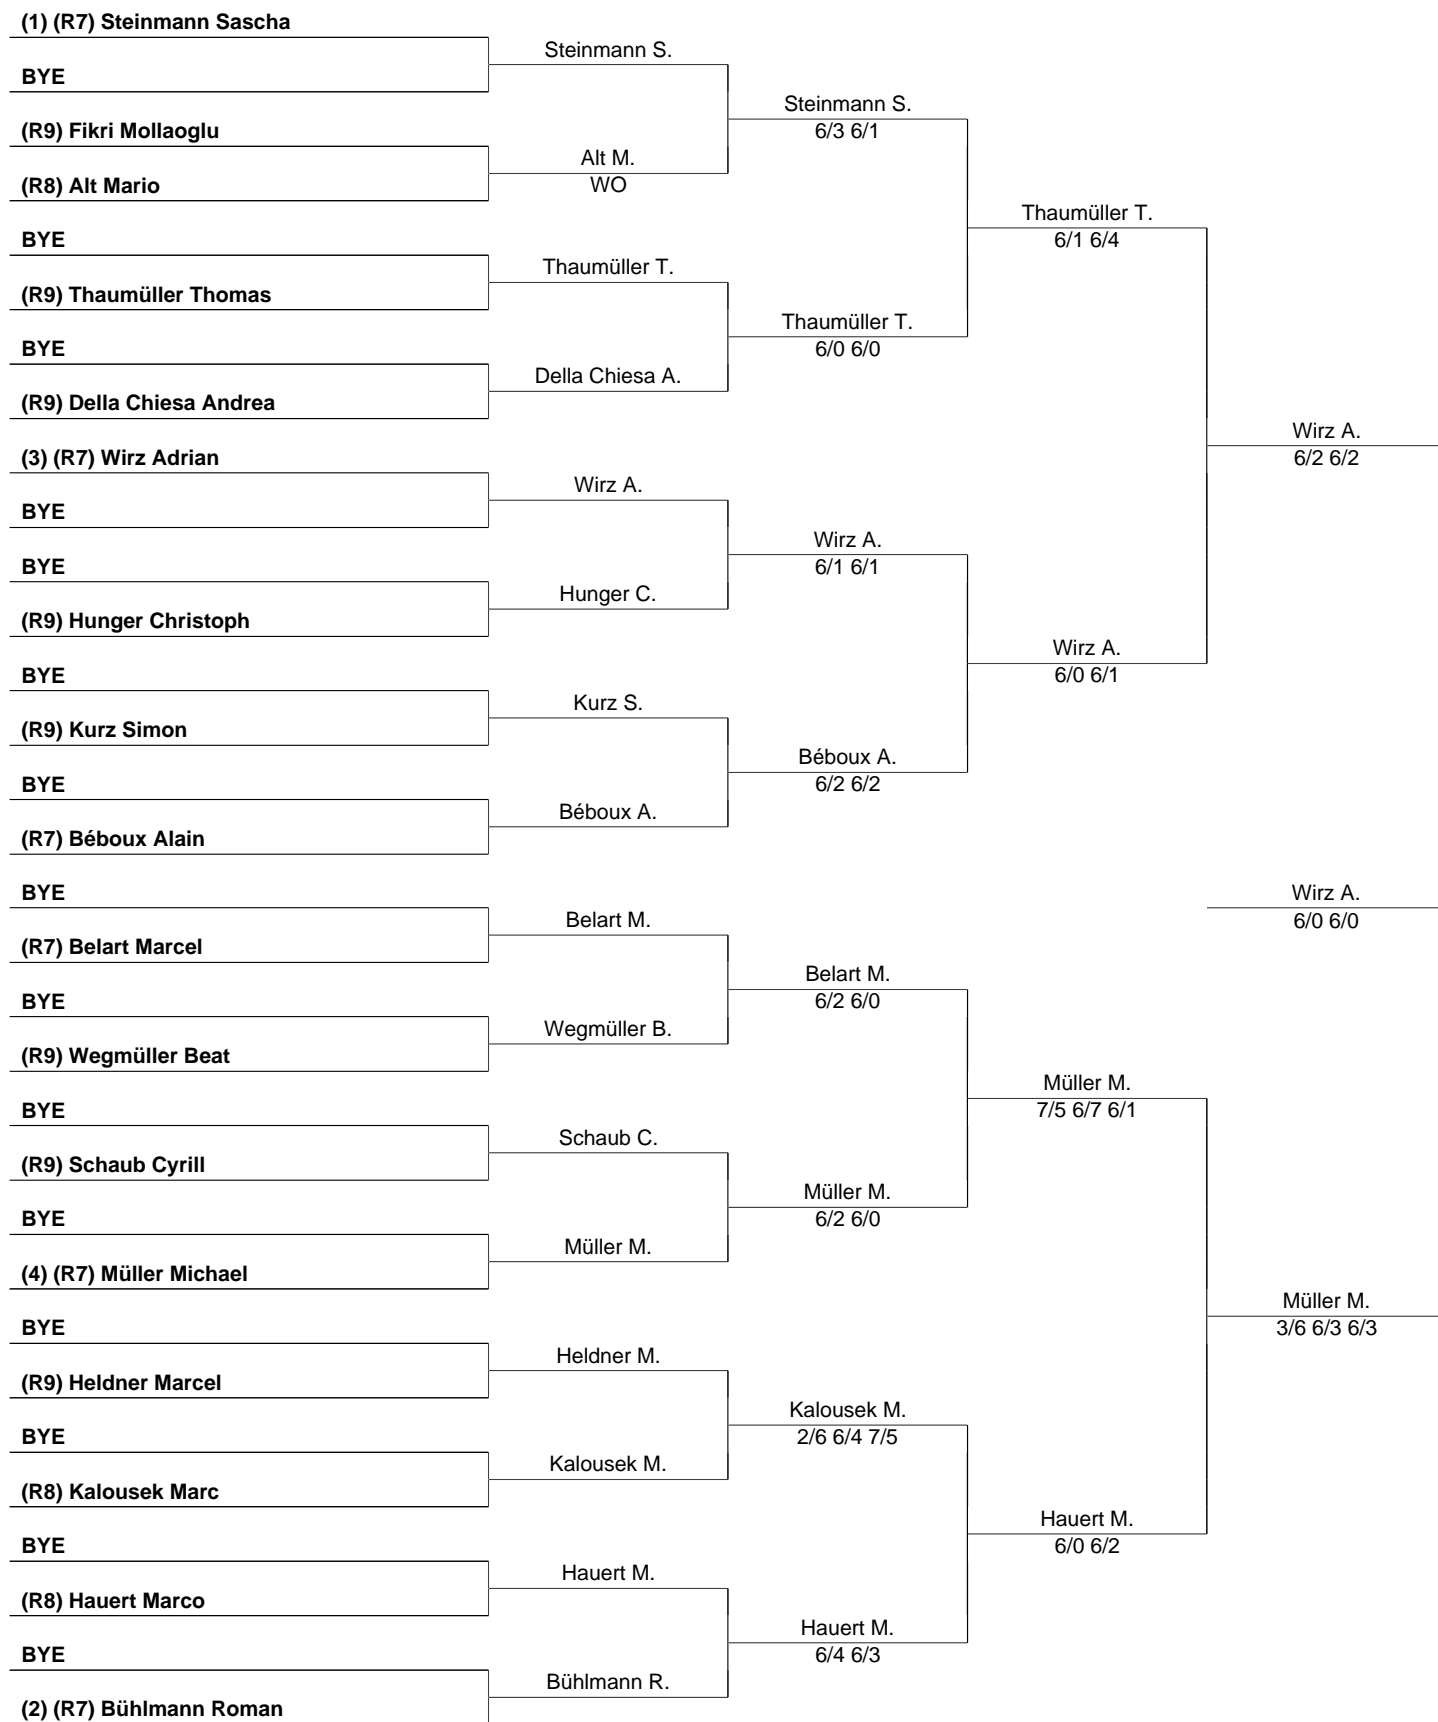 (1) (R7) Steinmann Sascha
Steinmann S.
BYE
Steinmann S.
6/3 6/1
(R9) Fikri Mollaoglu
Alt M.
WO
(R8) Alt Mario
Thaumüller T.
6/1 6/4
BYE
Thaumüller T.
(R9) Thaumüller Thomas
Thaumüller T.
6/0 6/0
BYE
Della Chiesa A.
(R9) Della Chiesa Andrea
Wirz A.
6/2 6/2
(3) (R7) Wirz Adrian
Wirz A.
BYE
Wirz A.
6/1 6/1
BYE
Hunger C.
(R9) Hunger Christoph
Wirz A.
6/0 6/1
BYE
Kurz S.
(R9) Kurz Simon
Béboux A.
6/2 6/2
BYE
Béboux A.
(R7) Béboux Alain
BYE
Wirz A.
6/0 6/0
Belart M.
(R7) Belart Marcel
Belart M.
6/2 6/0
BYE
Wegmüller B.
(R9) Wegmüller Beat
Müller M.
7/5 6/7 6/1
BYE
Schaub C.
(R9) Schaub Cyrill
Müller M.
6/2 6/0
BYE
Müller M.
(4) (R7) Müller Michael
Müller M.
3/6 6/3 6/3
BYE
Heldner M.
(R9) Heldner Marcel
Kalousek M.
2/6 6/4 7/5
BYE
Kalousek M.
(R8) Kalousek Marc
Hauert M.
6/0 6/2
BYE
Hauert M.
(R8) Hauert Marco
Hauert M.
6/4 6/3
BYE
Bühlmann R.
(2) (R7) Bühlmann Roman